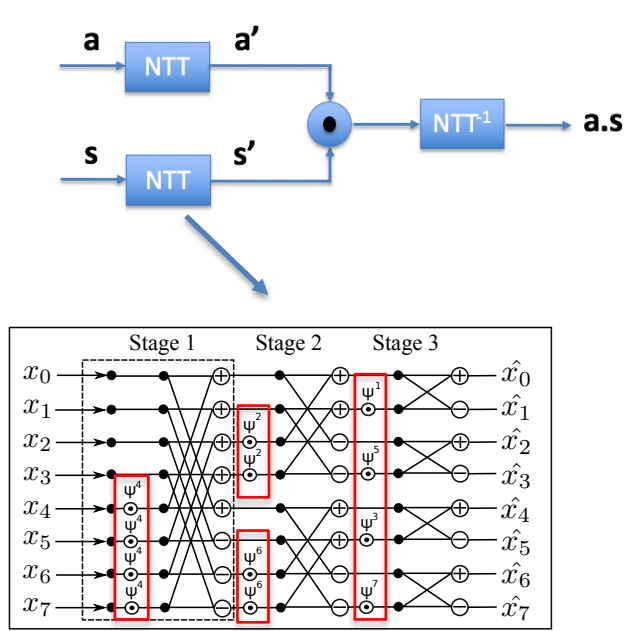 a
a’
NTT
NTT⁻¹
a.s
s
s’
NTT
Stage 1 Stage 2 Stage 3
x₀ x̂₀
ψ¹
x₁ x̂₁
ψ²
x₂ x̂₂
ψ² ψ⁵
x₃ x̂₃
ψ⁴
x₄ x̂₄
ψ⁴ ψ³
x₅ x̂₅
ψ⁴ ψ⁶
x₆ x̂₆
ψ⁴ ψ⁶ ψ⁷
x₇ x̂₇